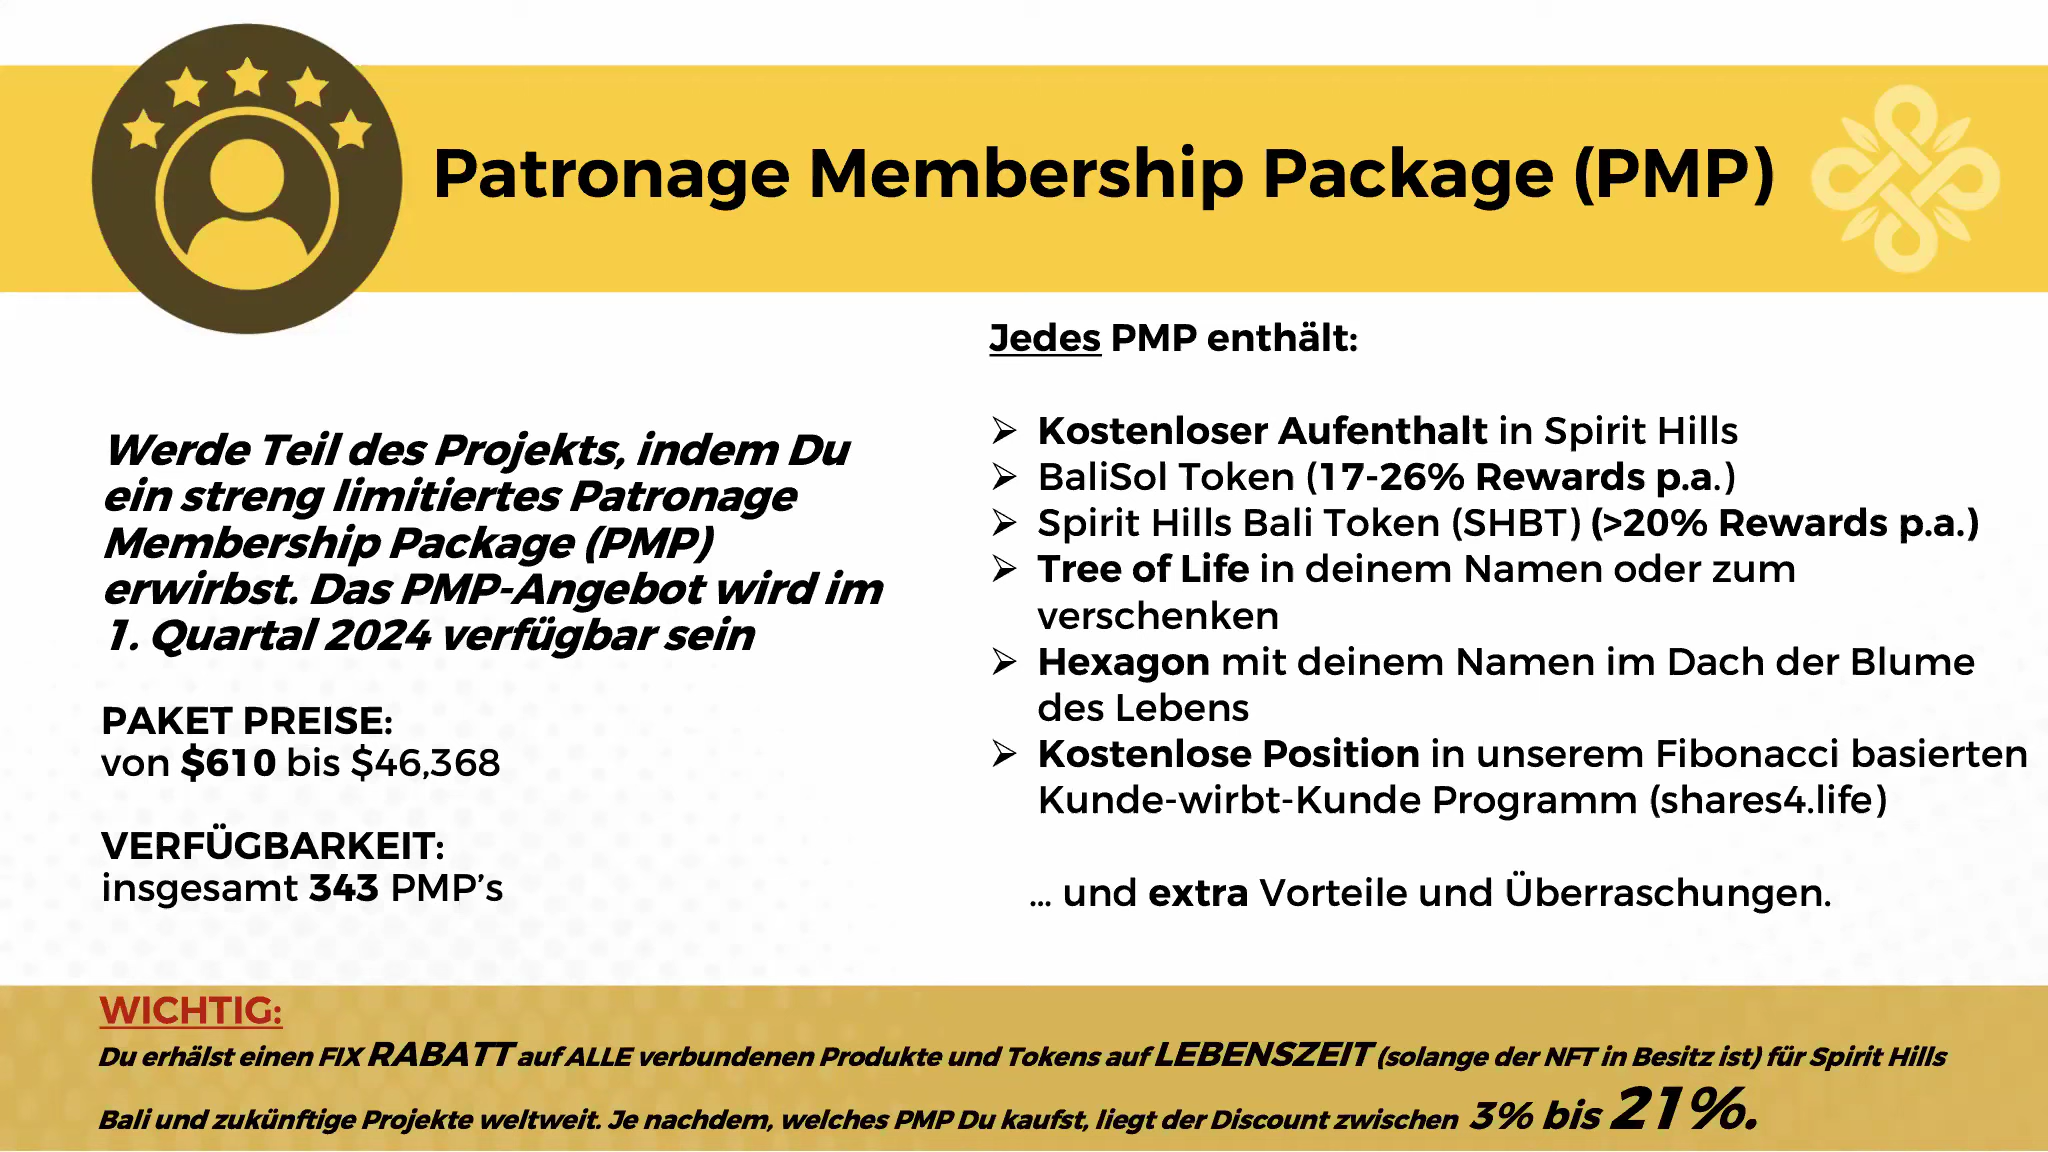 Patronage Membership Package (PMP)
Werde Teil des Projekts, indem Du
ein streng limitiertes Patronage
Membership Package (PMP)
erwirbst. Das PMP-Angebot wird im
1. Quartal 2024 verfügbar sein
PAKET PREISE:
von $610 bis $46,368
VERFÜGBARKEIT:
insgesamt 343 PMP’s
Jedes PMP enthält:
➢ Kostenloser Aufenthalt in Spirit Hills
➢ BaliSol Token (17-26% Rewards p.a.)
➢ Spirit Hills Bali Token (SHBT) (>20% Rewards p.a.)
➢ Tree of Life in deinem Namen oder zum
verschenken
➢ Hexagon mit deinem Namen im Dach der Blume
des Lebens
➢ Kostenlose Position in unserem Fibonacci basierten
Kunde-wirbt-Kunde Programm (shares4.life)
... und extra Vorteile und Überraschungen.
WICHTIG:
Du erhälst einen FIX RABATT auf ALLE verbundenen Produkte und Tokens auf LEBENSZEIT (solange der NFT in Besitz ist) für Spirit Hills
Bali und zukünftige Projekte weltweit. Je nachdem, welches PMP Du kaufst, liegt der Discount zwischen 3% bis 21%.